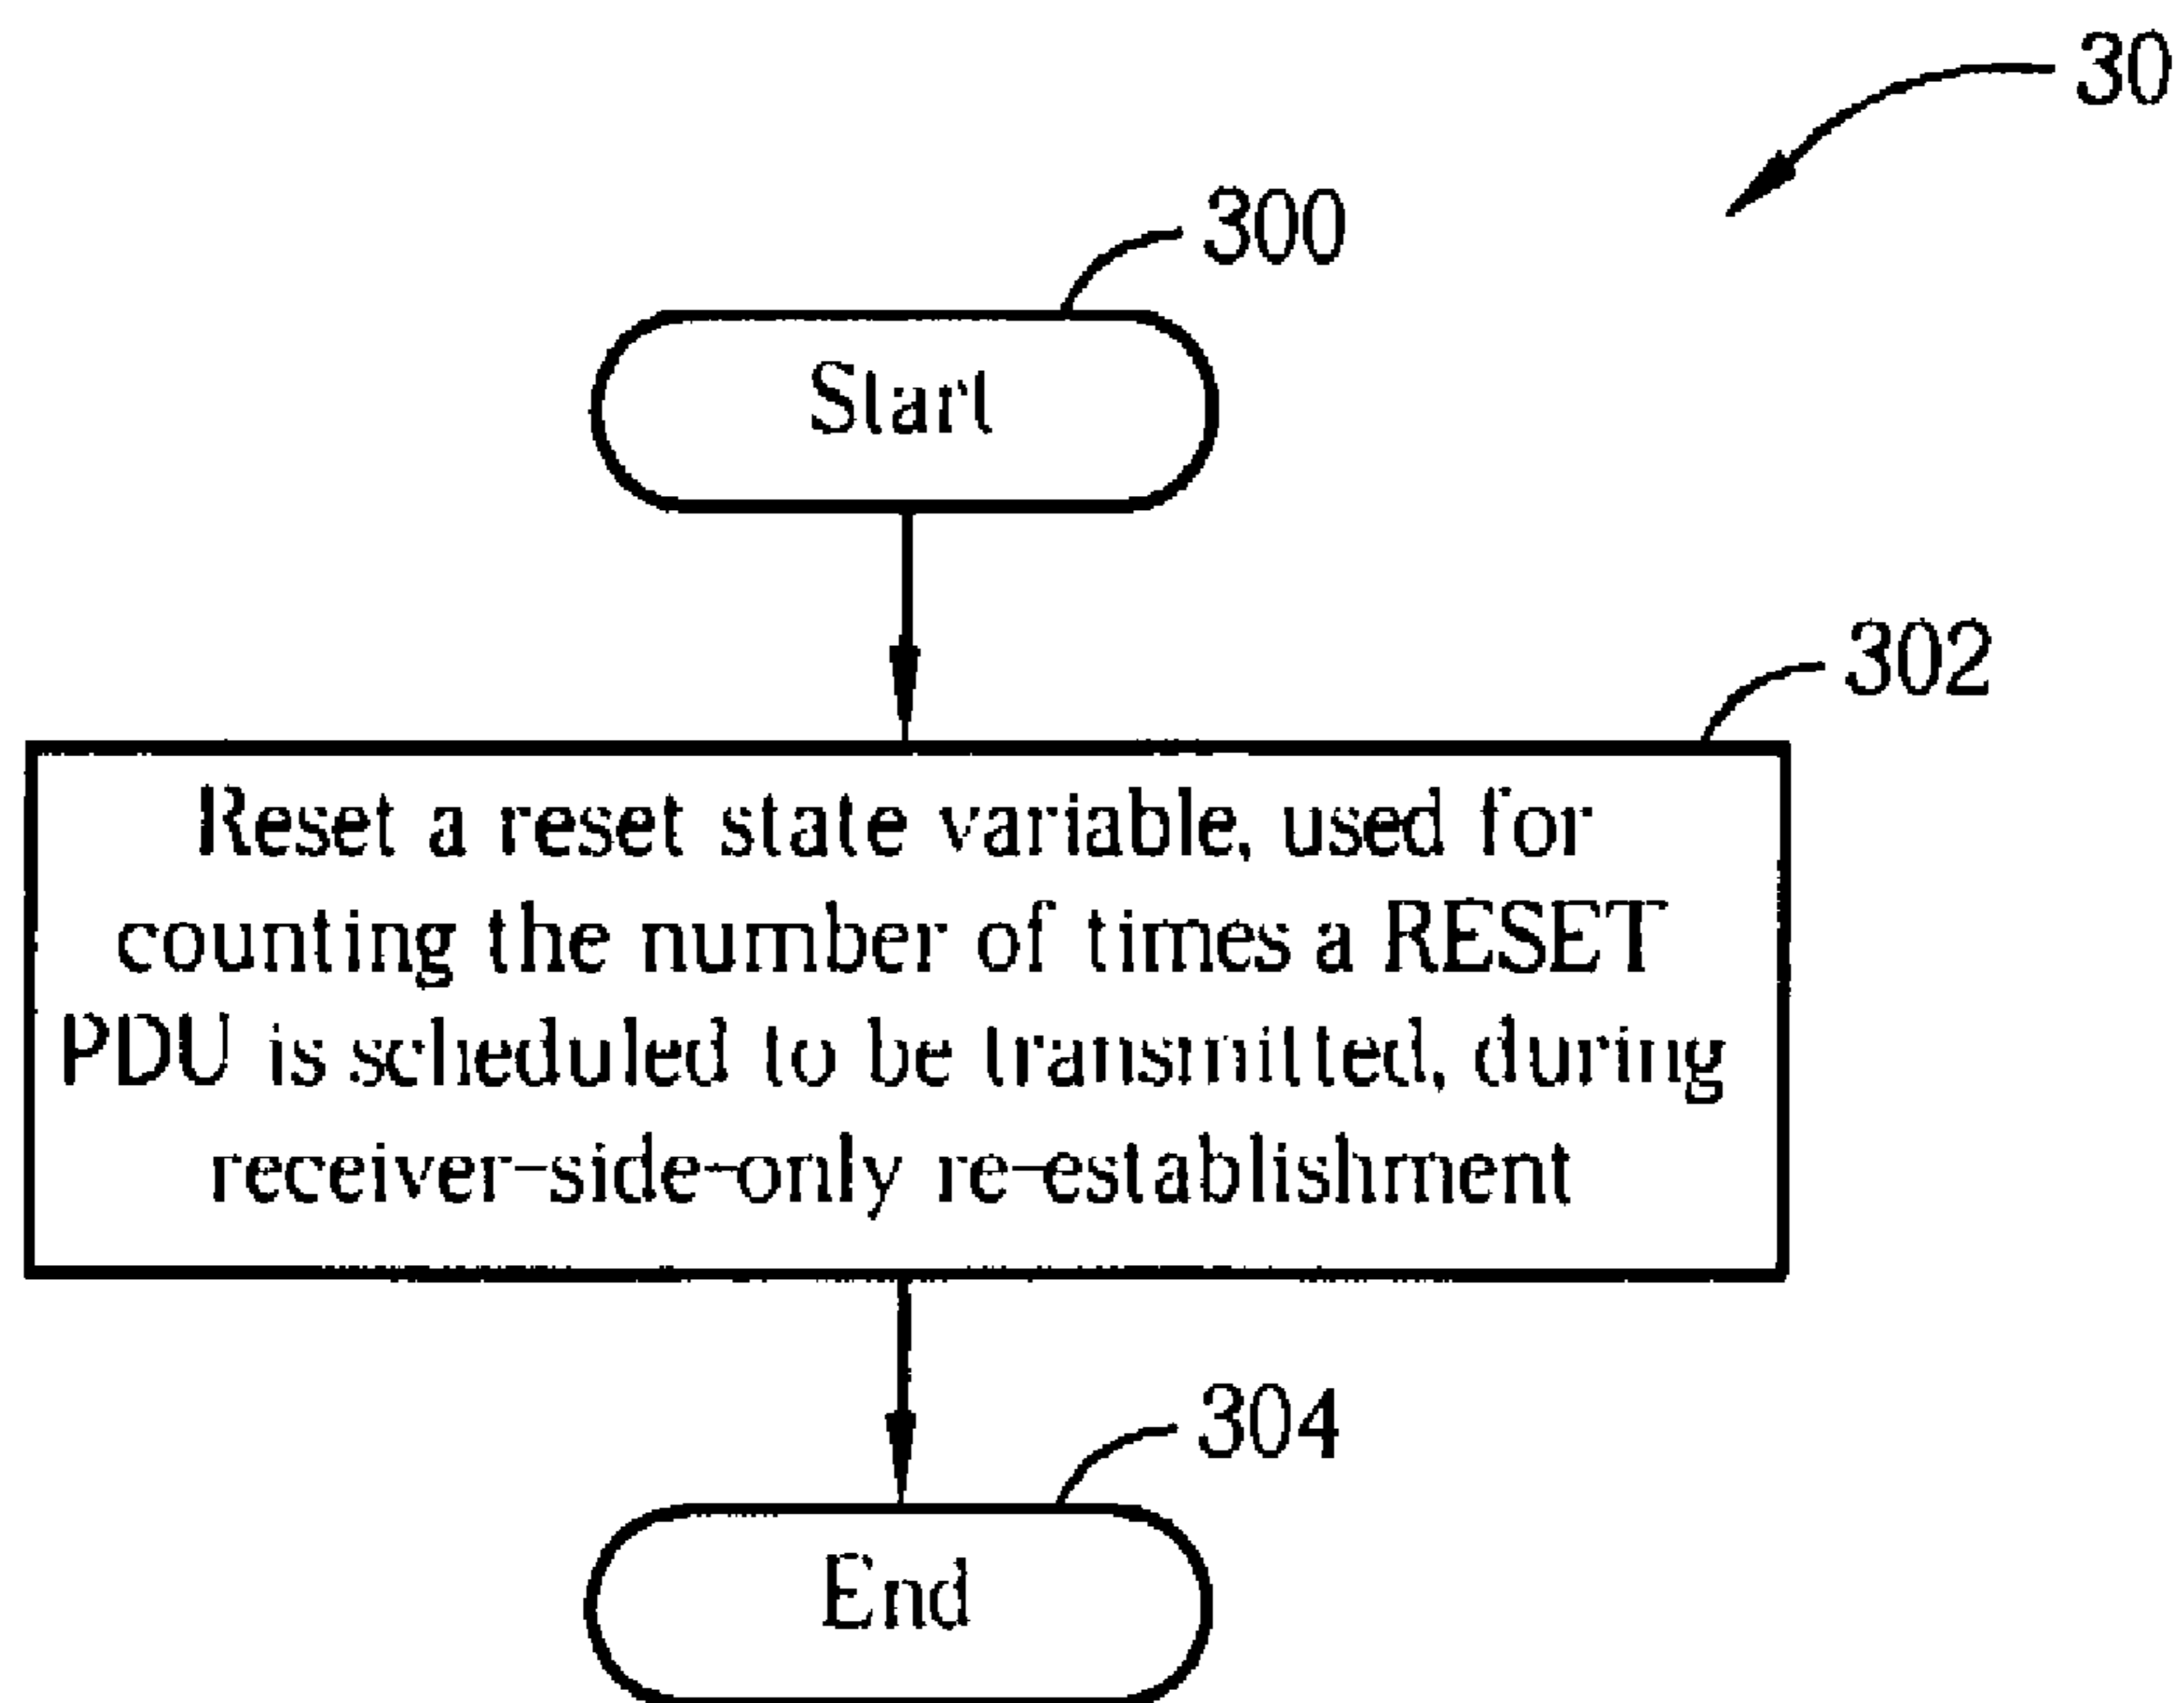 30
300
Start
302
Reset a reset state variable, used for
counting the number of times a RESET
PDU is scheduled to be transmitted, during
receiver-side-only re-establishment
304
End